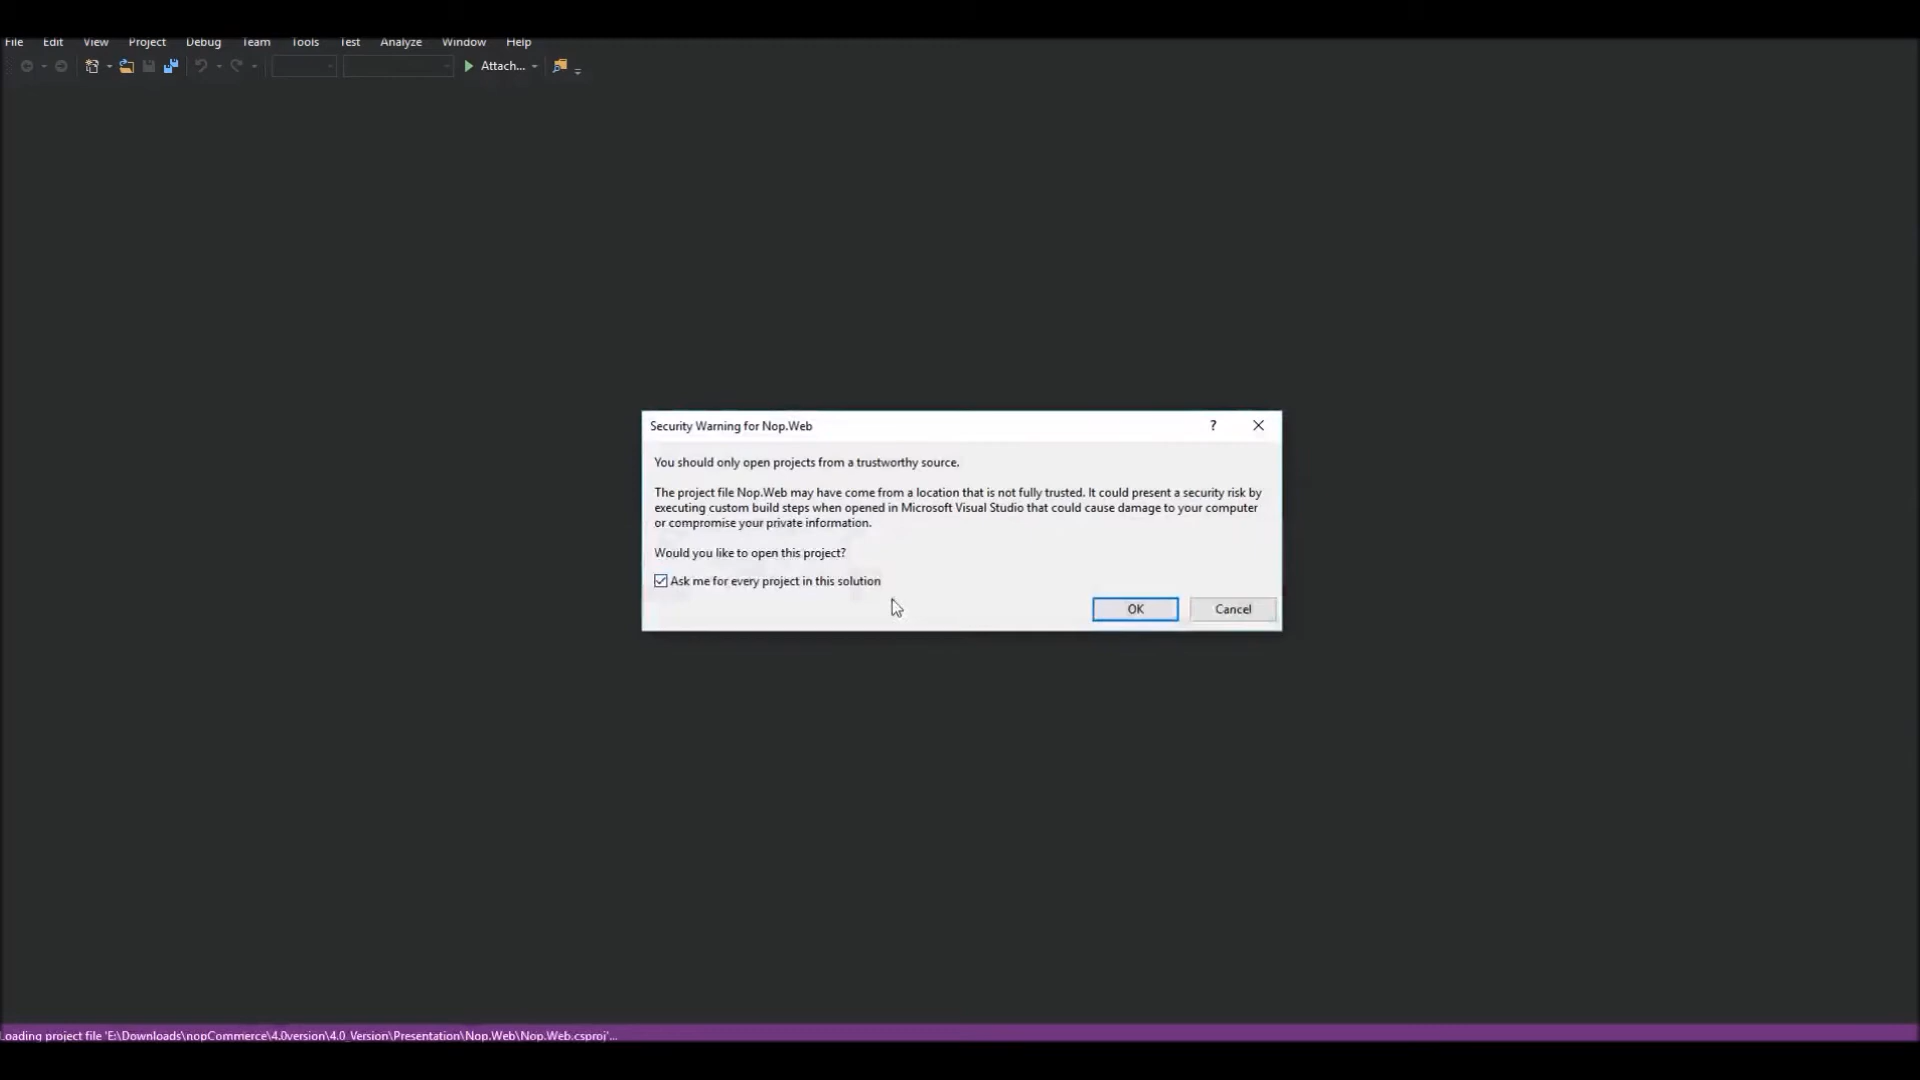 File Edit View Project Debug Team Tools Test Analyze Window Help
Attach...
Security Warning for Nop.Web
?
You should only open projects from a trustworthy source.
The project file Nop.Web may have come from a location that is not fully trusted. It could present a security risk by
executing custom build steps when opened in Microsoft Visual Studio that could cause damage to your computer
or compromise your private information.
Would you like to open this project?
Ask me for every project in this solution
OK Cancel
Loading project file 'E:\Downloads\nopCommerce\4.0version\4.0_Version\Presentation\Nop.Web\Nop.Web.csproj'...